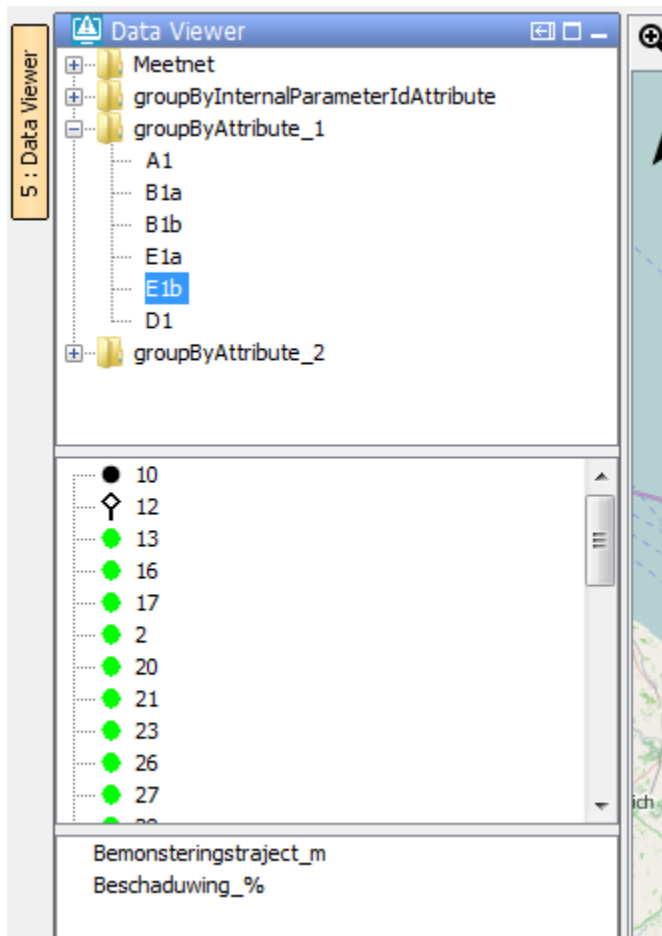 5 : Data Viewer
Data Viewer
Meetnet
groupByInternalParameterIdAttribute
groupByAttribute_1
A1
B1a
B1b
E1a
E1b
D1
groupByAttribute_2
10
12
13
16
17
2
20
21
23
26
27
Bemonsteringstraject_m
Beschaduwing_%
ich